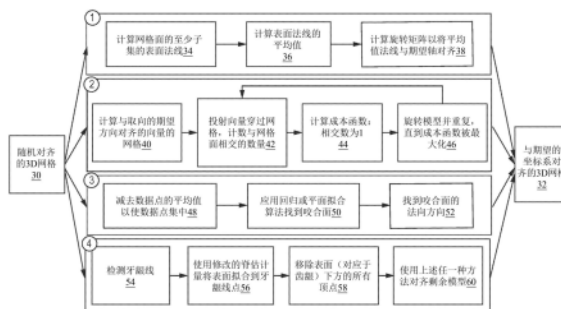 随机对齐
的3D网格
30
1
计算网格面的至少子
集的表面法线34
计算表面法线的
平均值
36
计算旋转矩阵以将平均
值法线与期望轴对齐38
2
计算与取向的期望
方向对齐的向量的
网格40
投射向量穿过网
格，计数与网格
面相交的数量42
计算成本函数：
相交数为1
44
旋转模型并重复，
直到成本函数被最
大化46
3
减去数据点的平均值
以使数据点集中48
应用回归或平面拟合
算法找到咬合面50
找到咬合面的
法向方向52
4
检测牙龈线
54
使用修改的脊估计
量将表面拟合到牙
龈线点56
移除表面（对应于
齿龈）下方的所有
顶点58
使用上述任一种方
法对齐剩余模型60
与期望的
坐标系对
齐的3D网格
32